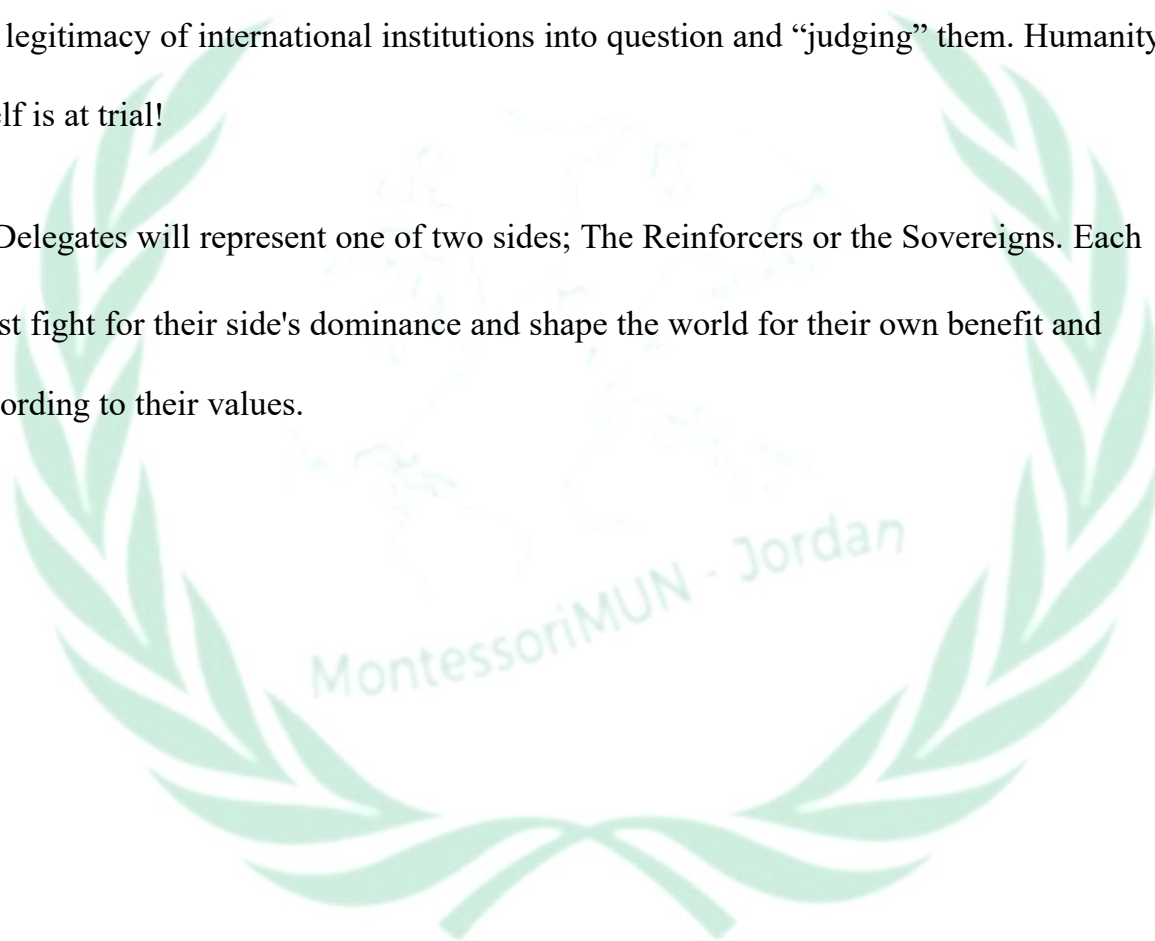 legitimacy of international institutions into question and “judging” them. Humanity
elf is at trial!
Delegates will represent one of two sides; The Reinforcers or the Sovereigns. Each
st fight for their side's dominance and shape the world for their own benefit and
ording to their values.
MontessoriMUN - Jordan